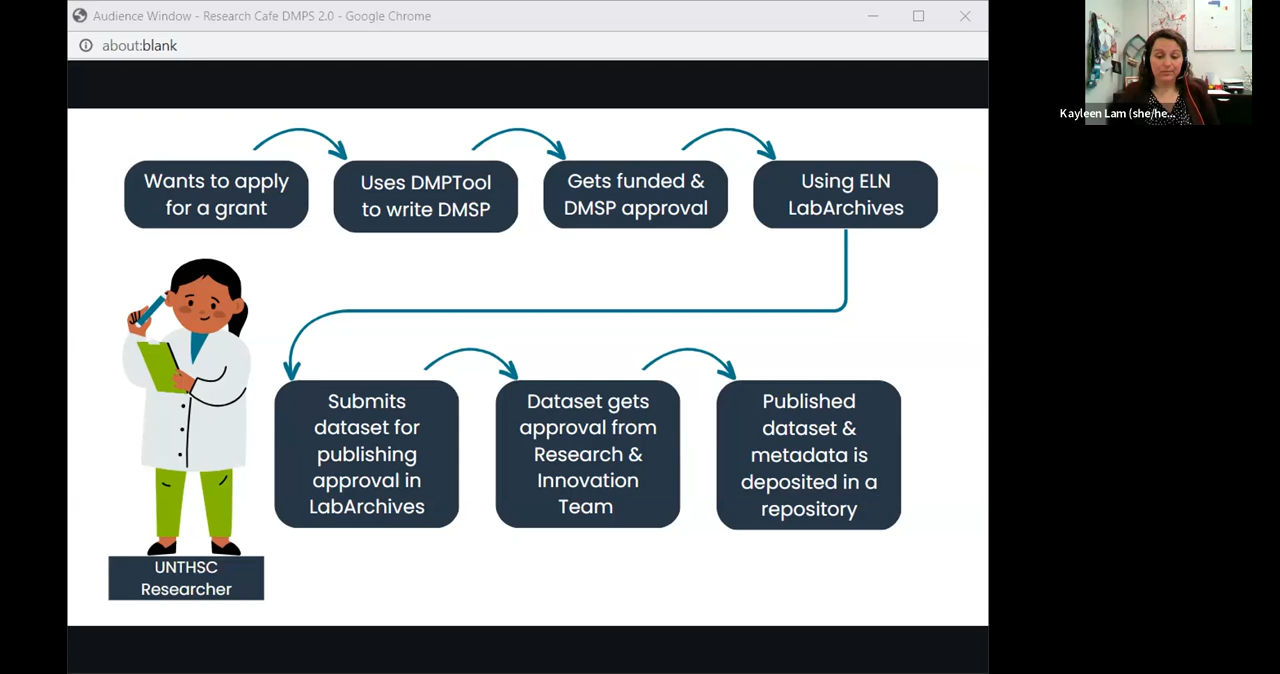 Audience Window - Research Cafe DMPS 2.0 - Google Chrome
about:blank
Kayleen Lam (she/he...
Wants to apply
for a grant
Uses DMPTool
to write DMSP
Gets funded &
DMSP approval
Using ELN
LabArchives
Submits
dataset for
publishing
approval in
LabArchives
Dataset gets
approval from
Research &
Innovation
Team
Published
dataset &
metadata is
deposited in a
repository
UNTHSC
Researcher